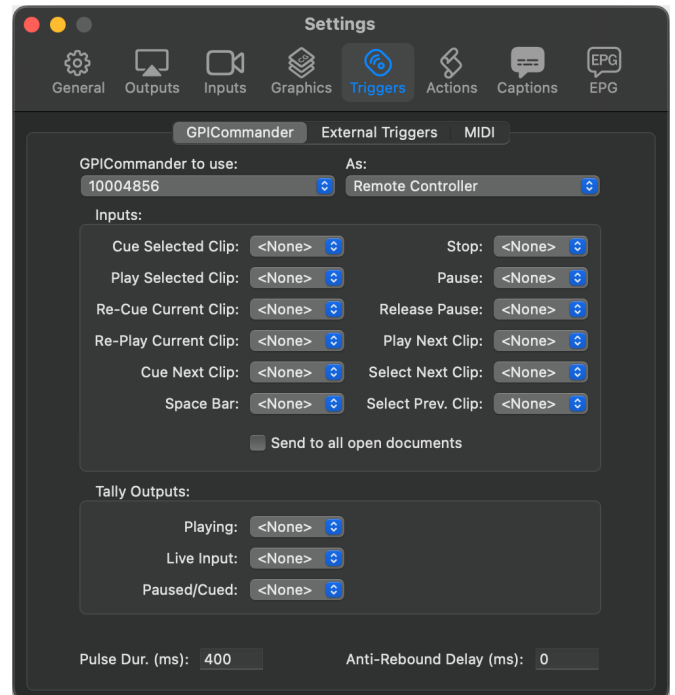 Settings
General Outputs Inputs Graphics Triggers Actions Captions EPG
GPICommander External Triggers MIDI
GPICommander to use: As:
10004856 Remote Controller
Inputs:
Cue Selected Clip: <None> Stop: <None>
Play Selected Clip: <None> Pause: <None>
Re-Cue Current Clip: <None> Release Pause: <None>
Re-Play Current Clip: <None> Play Next Clip: <None>
Cue Next Clip: <None> Select Next Clip: <None>
Space Bar: <None> Select Prev. Clip: <None>
Send to all open documents
Tally Outputs:
Playing: <None>
Live Input: <None>
Paused/Cued: <None>
Pulse Dur. (ms): 400 Anti-Rebound Delay (ms): 0